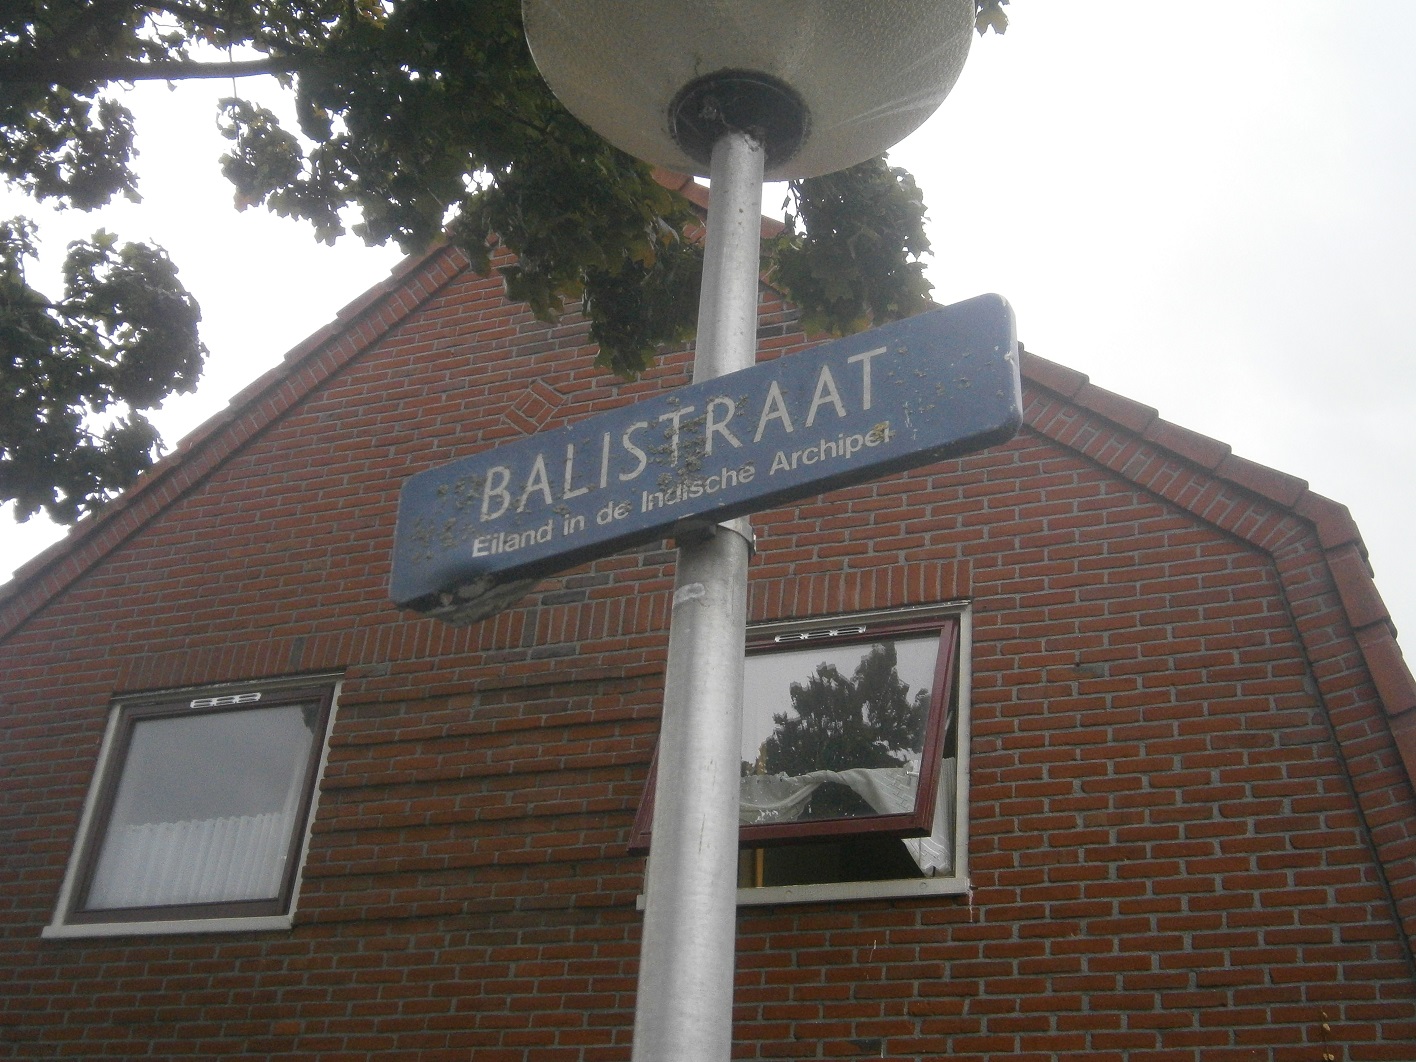 BALISTRAAT
Eiland in de Indische Archipel